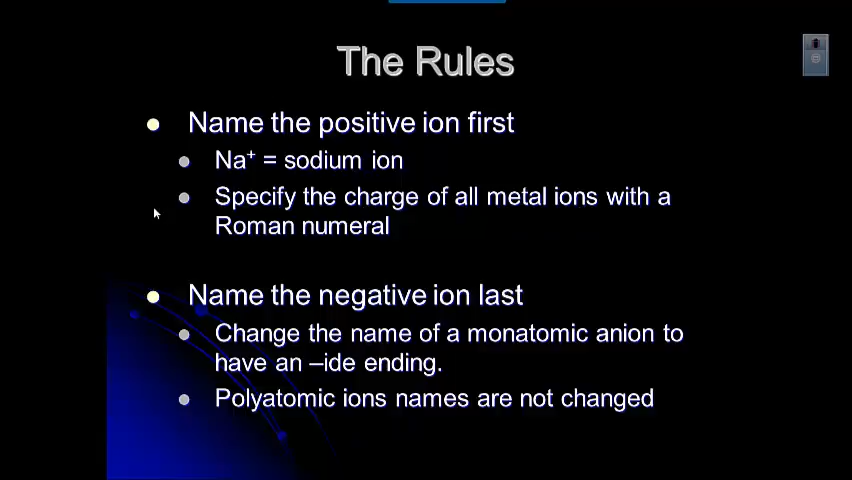 The Rules
Name the positive ion first
Na⁺ = sodium ion
Specify the charge of all metal ions with a
Roman numeral
Name the negative ion last
Change the name of a monatomic anion to
have an –ide ending.
Polyatomic ions names are not changed